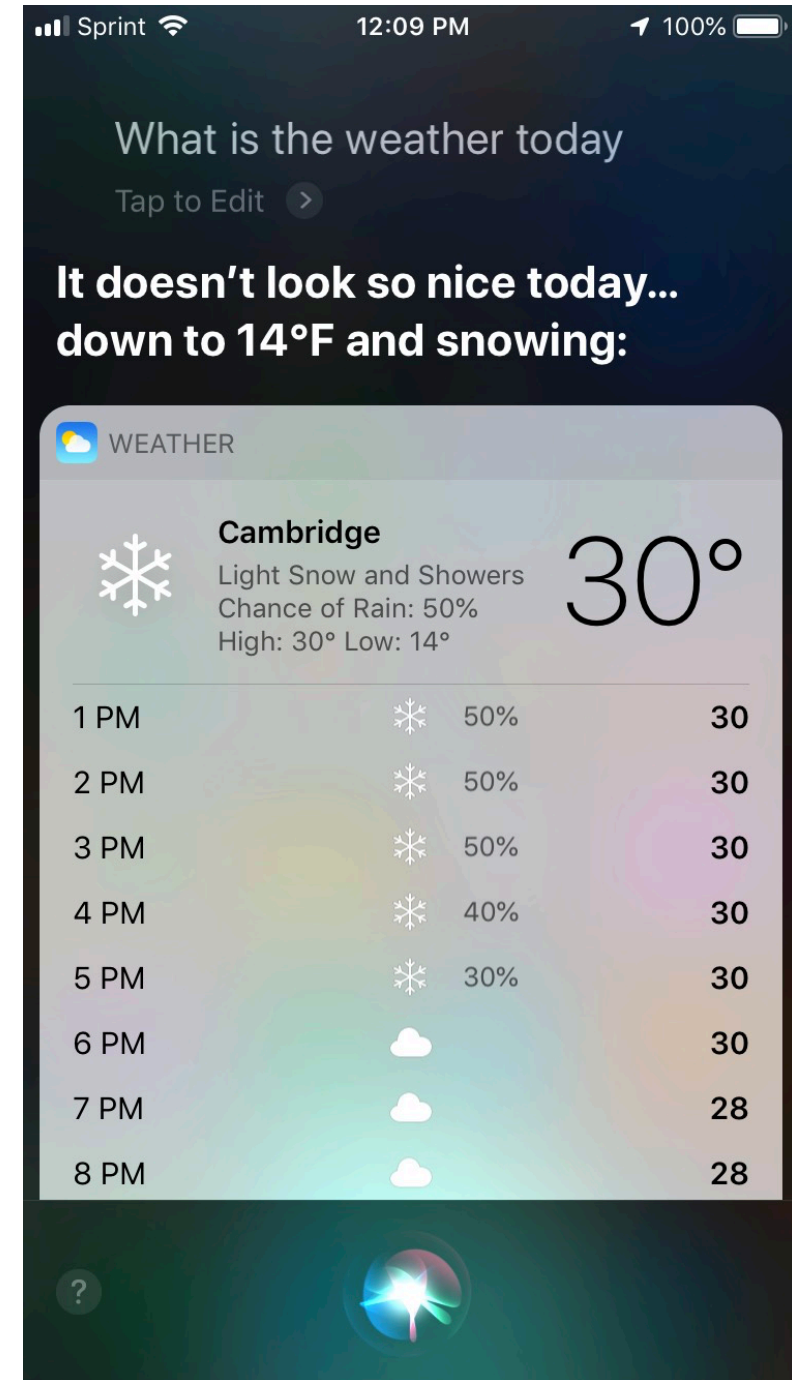 Sprint 12:09 PM 100%
What is the weather today
Tap to Edit >
It doesn't look so nice today…
down to 14°F and snowing:
WEATHER
Cambridge
Light Snow and Showers
Chance of Rain: 50%
High: 30° Low: 14°
30°
1 PM 50% 30
2 PM 50% 30
3 PM 50% 30
4 PM 40% 30
5 PM 30% 30
6 PM 30
7 PM 28
8 PM 28
?